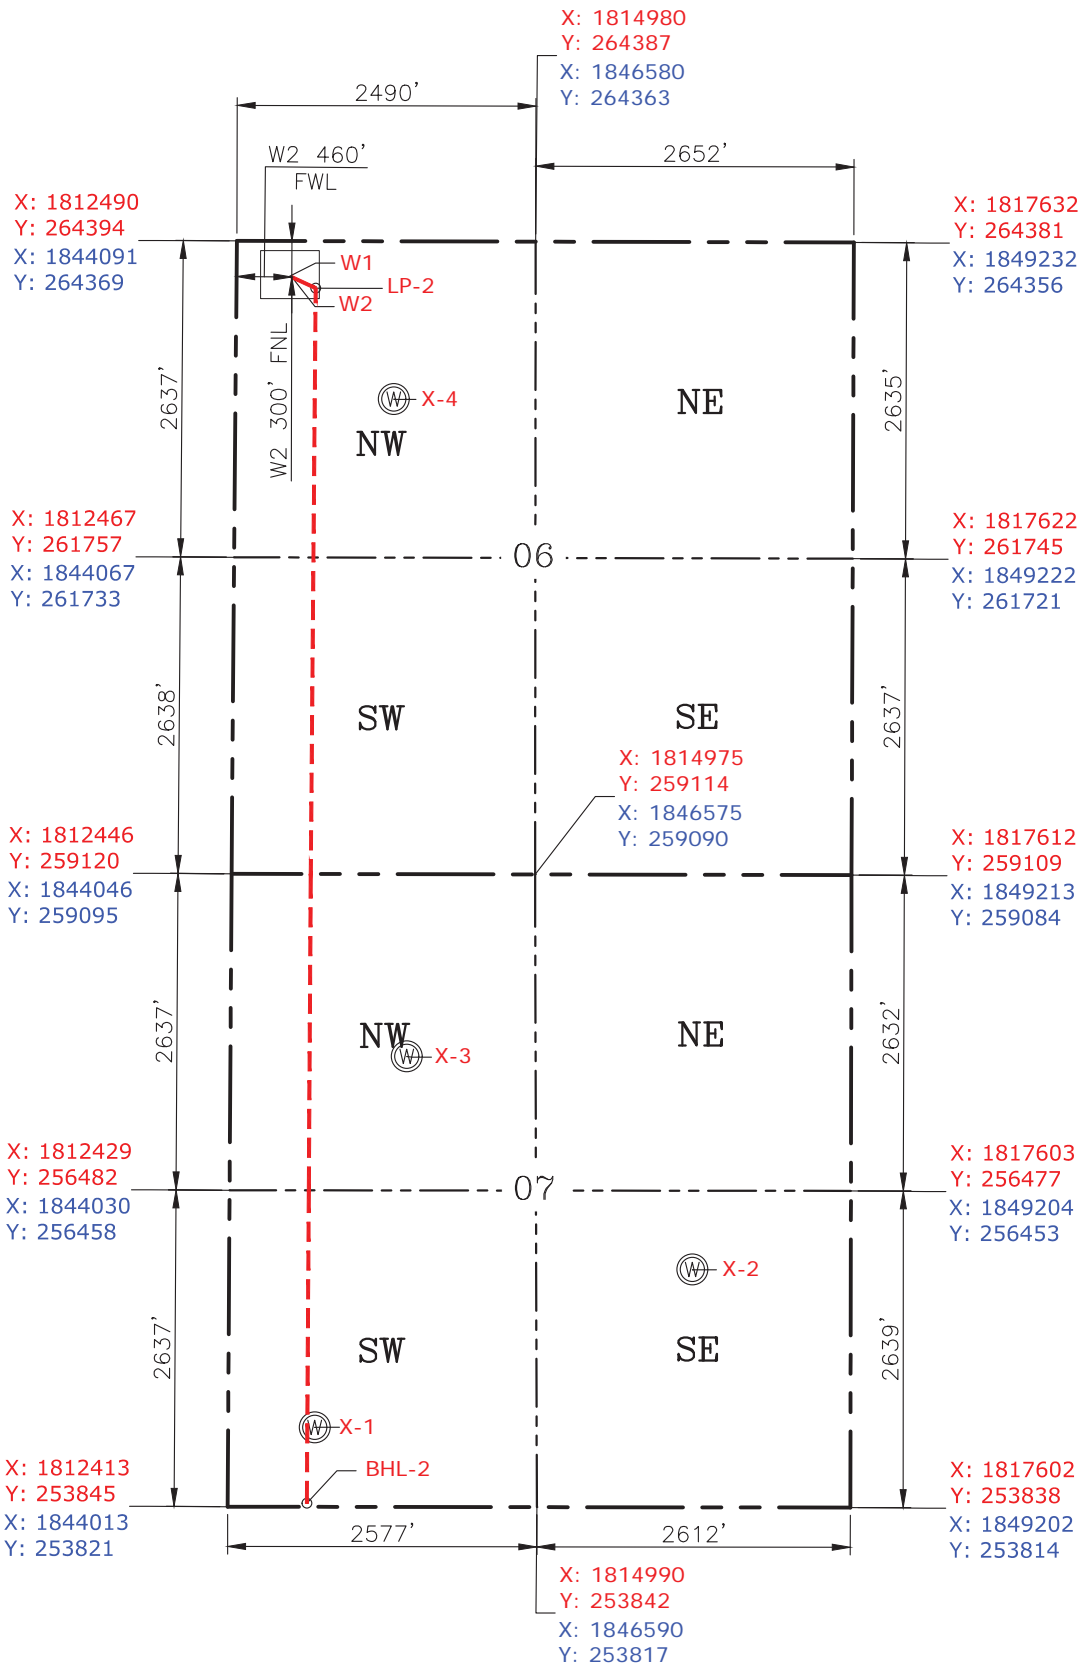 X: 1814980
Y: 264387
X: 1846580
Y: 264363
2490'
2652'
W2 460'
FWL
X: 1812490
Y: 264394
X: 1844091
Y: 264369
X: 1817632
Y: 264381
X: 1849232
Y: 264356
W1
LP-2
W2
W2 300' FNL
2637'
2635'
X-4
NW
NE
X: 1812467
Y: 261757
X: 1844067
Y: 261733
06
X: 1817622
Y: 261745
X: 1849222
Y: 261721
2638'
2637'
SW
SE
X: 1814975
Y: 259114
X: 1846575
Y: 259090
X: 1812446
Y: 259120
X: 1844046
Y: 259095
X: 1817612
Y: 259109
X: 1849213
Y: 259084
2637'
2632'
NW
NE
W
X-3
X: 1812429
Y: 256482
X: 1844030
Y: 256458
07
X: 1817603
Y: 256477
X: 1849204
Y: 256453
W
X-2
2637'
2639'
SW
SE
W
X-1
BHL-2
X: 1812413
Y: 253845
X: 1844013
Y: 253821
X: 1817602
Y: 253838
X: 1849202
Y: 253814
2577'
2612'
X: 1814990
Y: 253842
X: 1846590
Y: 253817
W